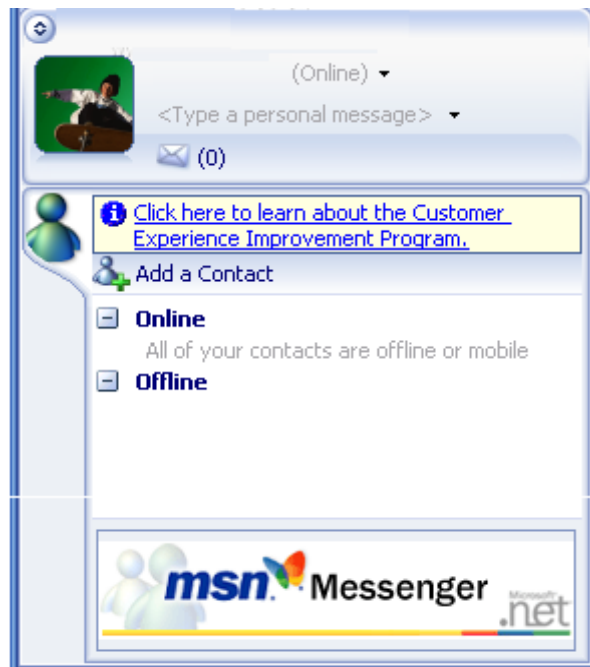 (Online)
<Type a personal message>
(0)
Click here to learn about the Customer
Experience Improvement Program.
Add a Contact
Online
All of your contacts are offline or mobile
Offline
msn Messenger
Microsoft
.net